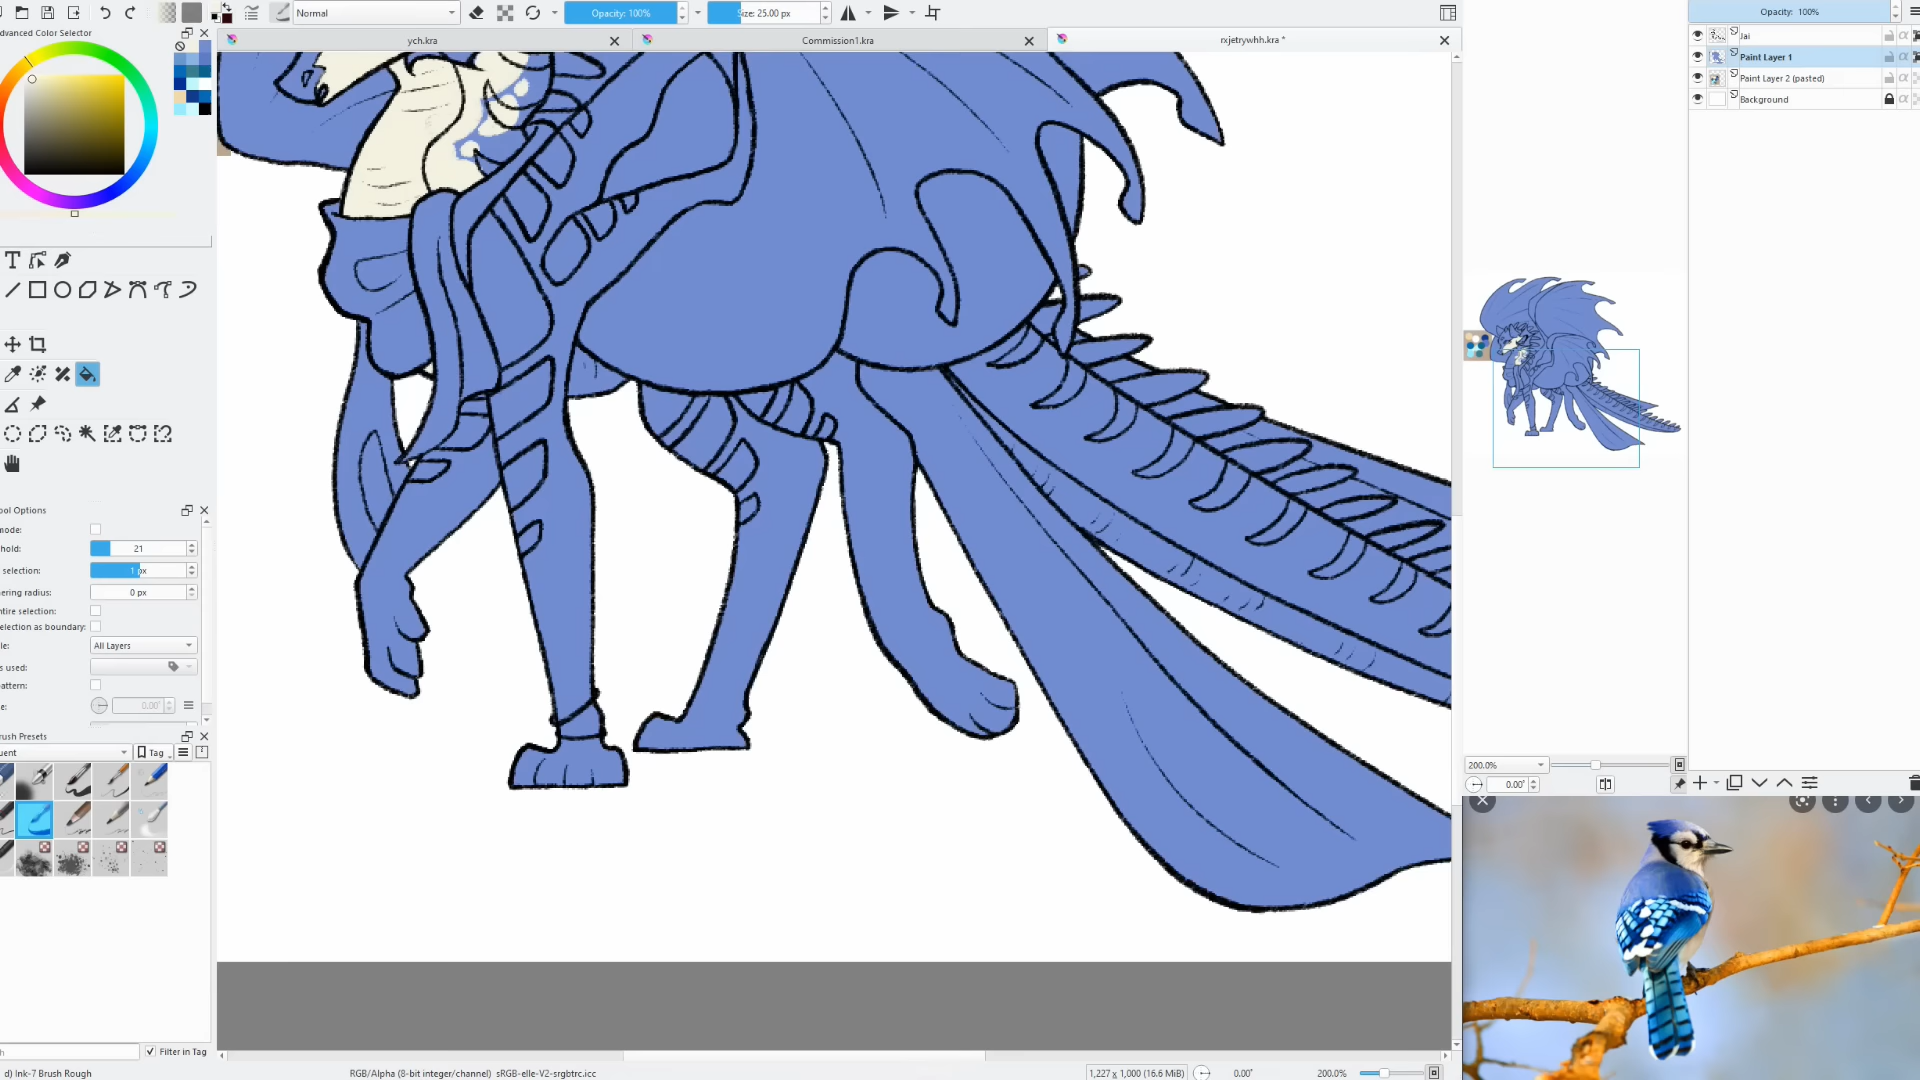 Normal
Opacity: 100%
Size: 25.00 px
Opacity: 100%
Advanced Color Selector
ych.kra
Commission1.kra
rxjetrywhh.kra *
Jai
Paint Layer 1
Paint Layer 2 (pasted)
Background
ool Options
mode:
hold: 21
selection: 1 px
hering radius: 0 px
ntire selection:
election as boundary:
le: All Layers
s used:
attern:
e: 0.00°
rush Presets
uent
Tag
200.0%
0.00°
Filter in Tag
d) Ink-7 Brush Rough
RGB/Alpha (8-bit integer/channel) sRGB-elle-V2-srgbtrc.icc
1,227 x 1,000 (16.6 MiB)
0.00°
200.0%